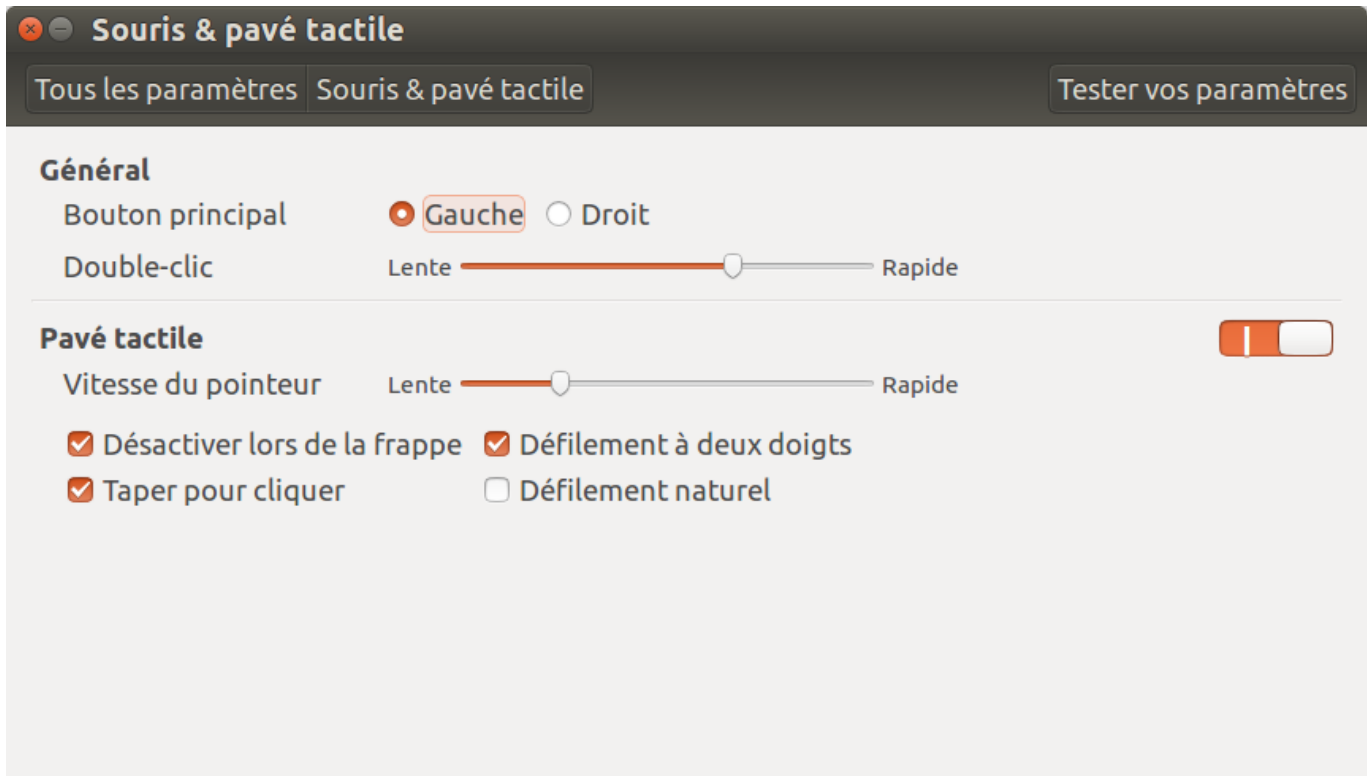 Souris & pavé tactile
Tous les paramètres Souris & pavé tactile Tester vos paramètres
Général
Bouton principal Gauche Droit
Double-clic Lente Rapide
Pavé tactile
Vitesse du pointeur Lente Rapide
Désactiver lors de la frappe Défilement à deux doigts
Taper pour cliquer Défilement naturel